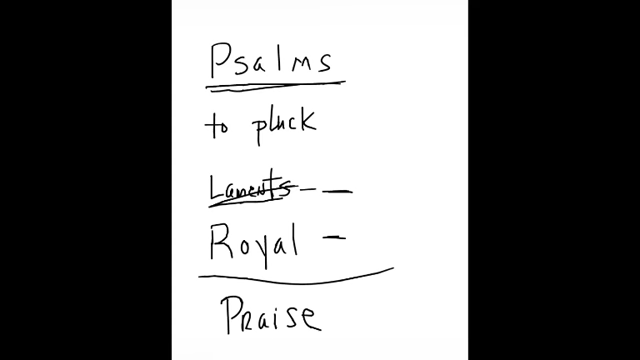 Psalms
to pluck
Laments - -
Royal -
Praise